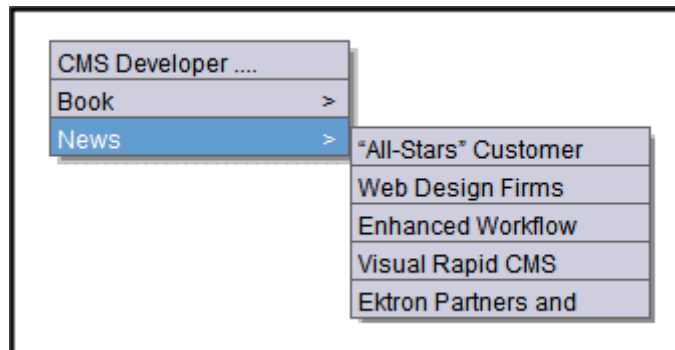 CMS Developer ....
Book >
News >
“All-Stars” Customer
Web Design Firms
Enhanced Workflow
Visual Rapid CMS
Ektron Partners and